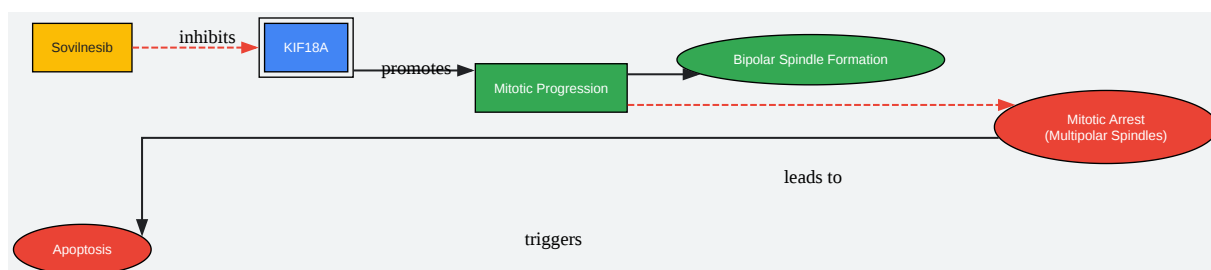 Sovilnesib
inhibits
KIF18A
promotes
Mitotic Progression
Bipolar Spindle Formation
Mitotic Arrest
(Multipolar Spindles)
leads to
triggers
Apoptosis